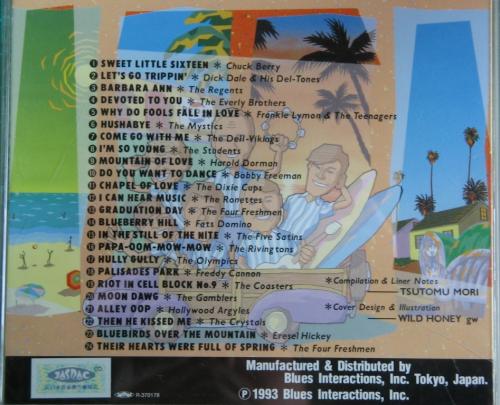 1 SWEET LITTLE SIXTEEN * Chuck Berry
2 LET'S GO TRIPPIN' * Dick Dale & His Del-Tones
3 BARBARA ANN * The Regents
4 DEVOTED TO YOU * The Everly Brothers
5 WHY DO FOOLS FALL IN LOVE * Frankie Lymon & The Teenagers
6 HUSHABYE * The Mystics
7 COME GO WITH ME * The Dell-Vikings
8 I'M SO YOUNG * The Students
9 MOUNTAIN OF LOVE * Harold Dorman
10 DO YOU WANT TO DANCE * Bobby Freeman
11 CHAPEL OF LOVE * The Dixie Cups
12 I CAN HEAR MUSIC * The Ronettes
13 GRADUATION DAY * The Four Freshmen
14 BLUEBERRY HILL * Fats Domino
15 IN THE STILL OF THE NITE * The Five Satins
16 PAPA-OOM-MOW-MOW * The Rivingtons
17 HULLY GULLY * The Olympics
18 PALISADES PARK * Freddy Cannon
19 RIOT IN CELL BLOCK No.9 * The Coasters
20 MOON DAWG * The Gamblers
21 ALLEY OOP * Hollywood Argyles
22 THEN HE KISSED ME * The Crystals
23 BLUEBIRDS OVER THE MOUNTAIN * Eresel Hickey
24 THEIR HEARTS WERE FULL OF SPRING * The Four Freshmen
*Compilation & Liner Notes
TSUTOMU MORI
*Cover Design & Illustration
WILD HONEY gw
JASRAC
R-370178
Manufactured & Distributed by
Blues Interactions, Inc. Tokyo, Japan.
Ⓟ 1993 Blues Interactions, Inc.